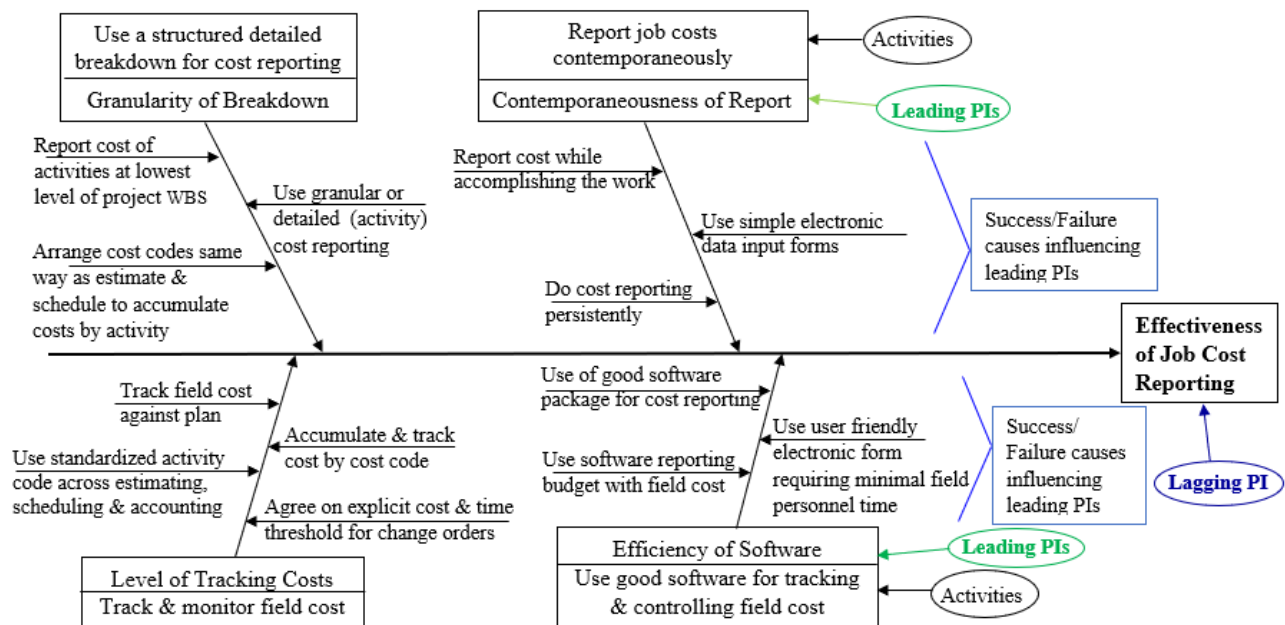 Use a structured detailed
breakdown for cost reporting
Granularity of Breakdown
Report job costs
contemporaneously
Contemporaneousness of Report
Activities
Leading PIs
Report cost of
activities at lowest
level of project WBS
Use granular or
detailed (activity)
cost reporting
Arrange cost codes same
way as estimate &
schedule to accumulate
costs by activity
Report cost while
accomplishing the work
Use simple electronic
data input forms
Do cost reporting
persistently
Success/Failure
causes influencing
leading PIs
Effectiveness
of Job Cost
Reporting
Lagging PI
Track field cost
against plan
Accumulate & track
cost by cost code
Use standardized activity
code across estimating,
scheduling & accounting
Agree on explicit cost & time
threshold for change orders
Level of Tracking Costs
Track & monitor field cost
Use of good software
package for cost reporting
Use user friendly
electronic form
requiring minimal field
personnel time
Use software reporting
budget with field cost
Efficiency of Software
Use good software for tracking
& controlling field cost
Success/
Failure causes
influencing
leading PIs
Leading PIs
Activities